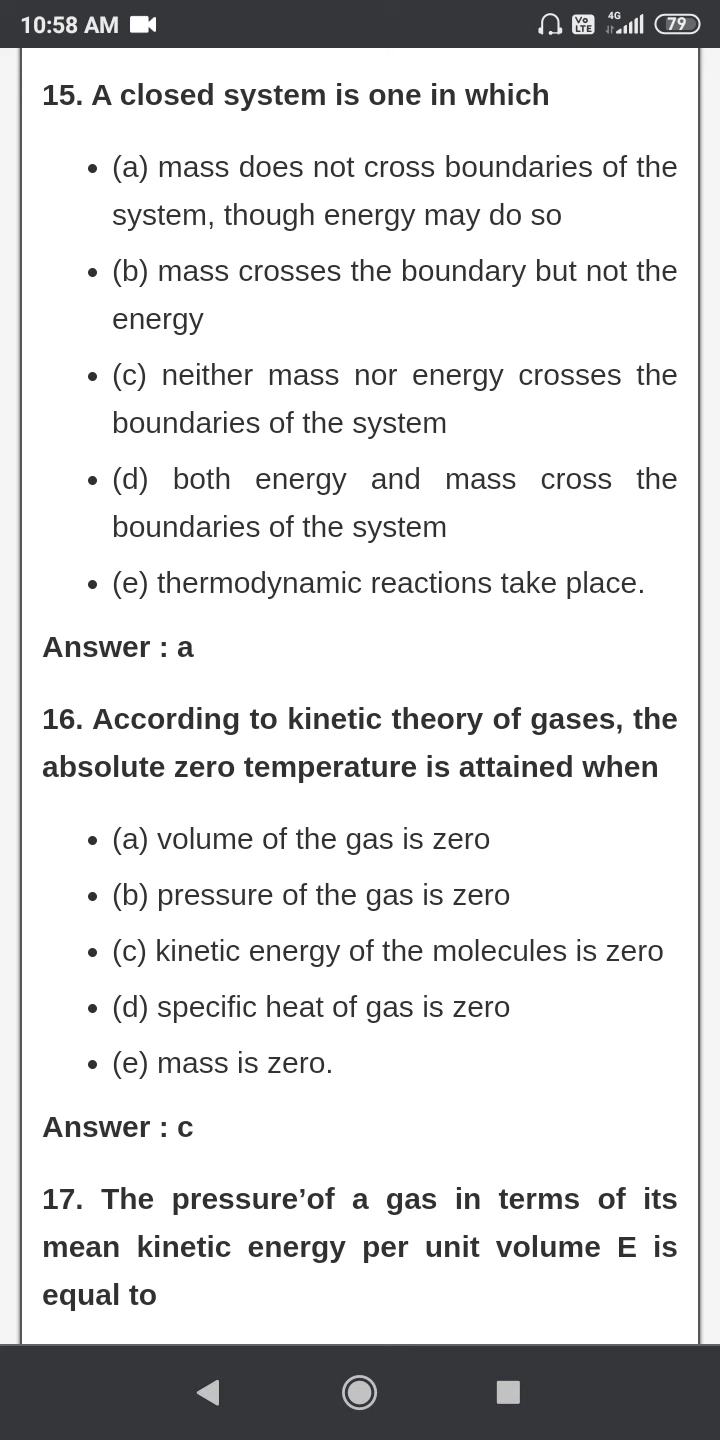 10:58 AM
Vo LTE 4G 79
15. A closed system is one in which
• (a) mass does not cross boundaries of the
system, though energy may do so
• (b) mass crosses the boundary but not the
energy
• (c) neither mass nor energy crosses the
boundaries of the system
• (d) both energy and mass cross the
boundaries of the system
• (e) thermodynamic reactions take place.
Answer : a
16. According to kinetic theory of gases, the
absolute zero temperature is attained when
• (a) volume of the gas is zero
• (b) pressure of the gas is zero
• (c) kinetic energy of the molecules is zero
• (d) specific heat of gas is zero
• (e) mass is zero.
Answer : c
17. The pressure’of a gas in terms of its
mean kinetic energy per unit volume E is
equal to